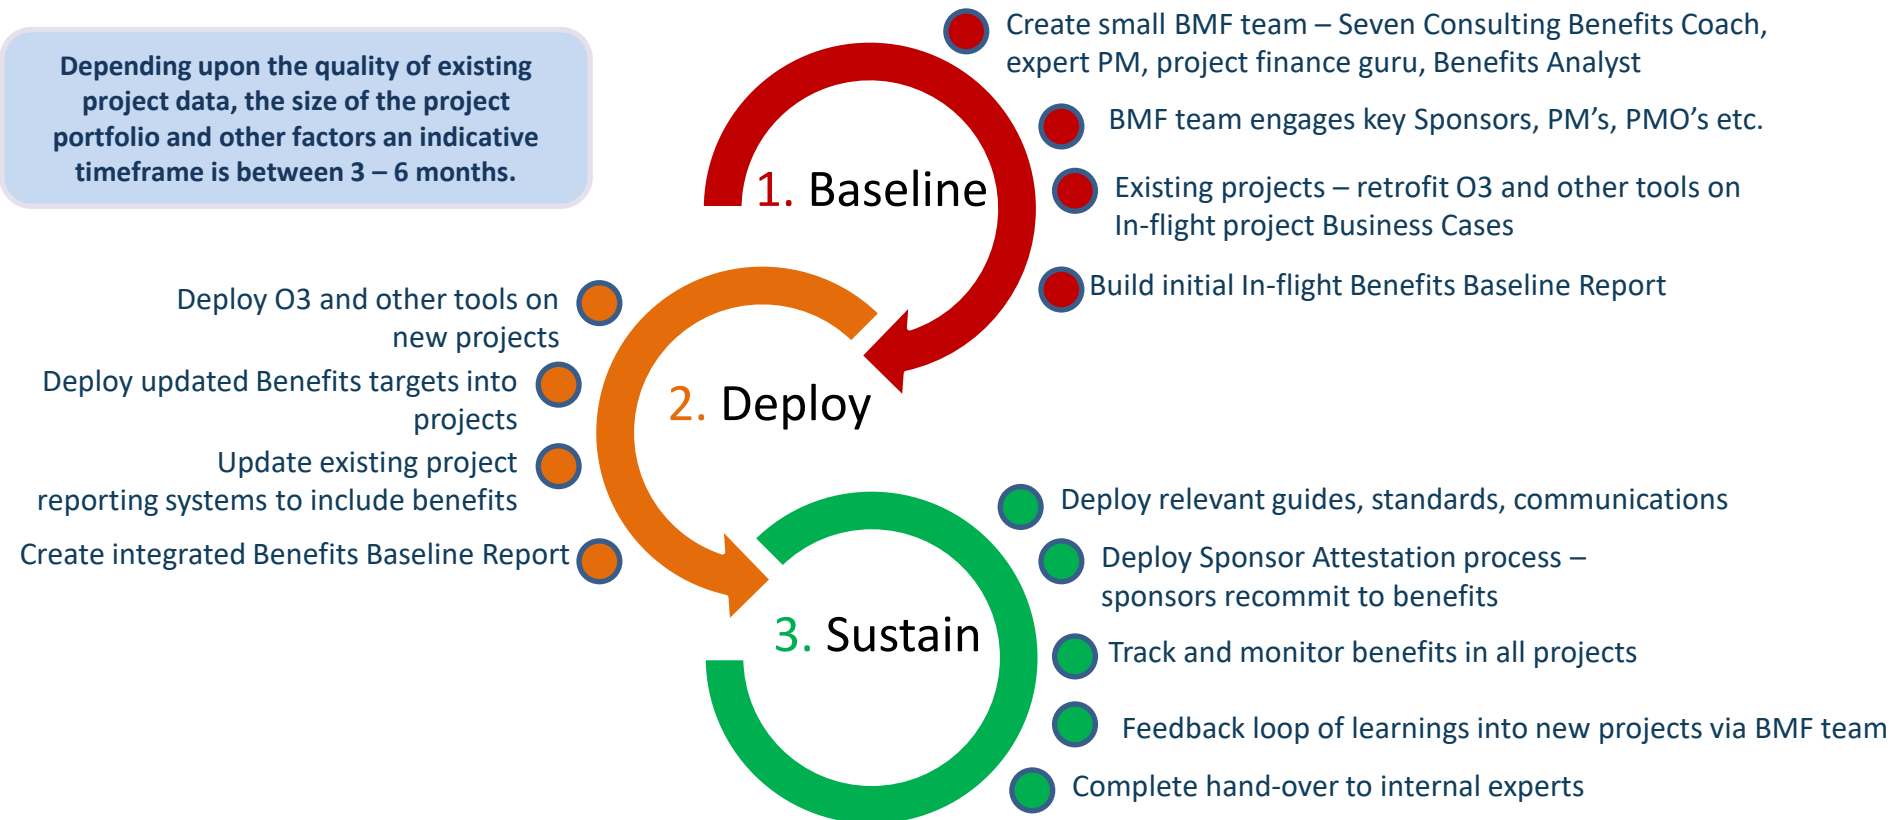 Depending upon the quality of existing
project data, the size of the project
portfolio and other factors an indicative
timeframe is between 3 – 6 months.
1. Baseline
Create small BMF team – Seven Consulting Benefits Coach,
expert PM, project finance guru, Benefits Analyst
BMF team engages key Sponsors, PM’s, PMO’s etc.
Existing projects – retrofit O3 and other tools on
In-flight project Business Cases
Build initial In-flight Benefits Baseline Report
2. Deploy
Deploy O3 and other tools on
new projects
Deploy updated Benefits targets into
projects
Update existing project
reporting systems to include benefits
Create integrated Benefits Baseline Report
3. Sustain
Deploy relevant guides, standards, communications
Deploy Sponsor Attestation process –
sponsors recommit to benefits
Track and monitor benefits in all projects
Feedback loop of learnings into new projects via BMF team
Complete hand-over to internal experts